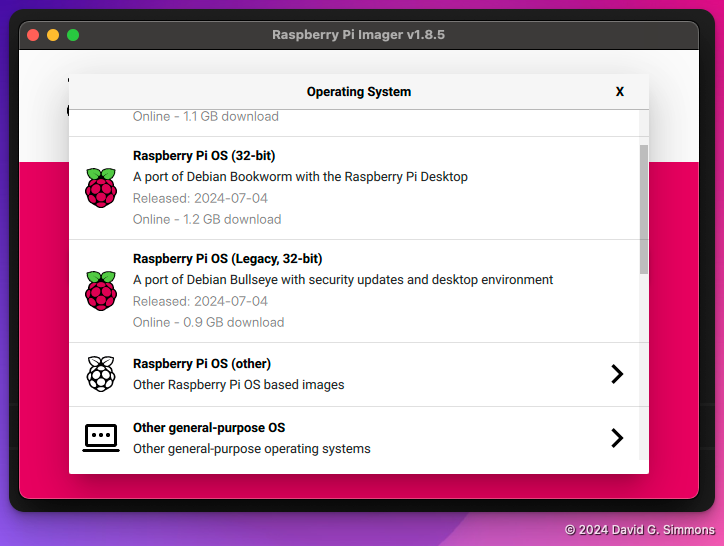 Raspberry Pi Imager v1.8.5
Operating System
X
Online - 1.1 GB download
Raspberry Pi OS (32-bit)
A port of Debian Bookworm with the Raspberry Pi Desktop
Released: 2024-07-04
Online - 1.2 GB download
Raspberry Pi OS (Legacy, 32-bit)
A port of Debian Bullseye with security updates and desktop environment
Released: 2024-07-04
Online - 0.9 GB download
Raspberry Pi OS (other)
Other Raspberry Pi OS based images
Other general-purpose OS
Other general-purpose operating systems
© 2024 David G. Simmons